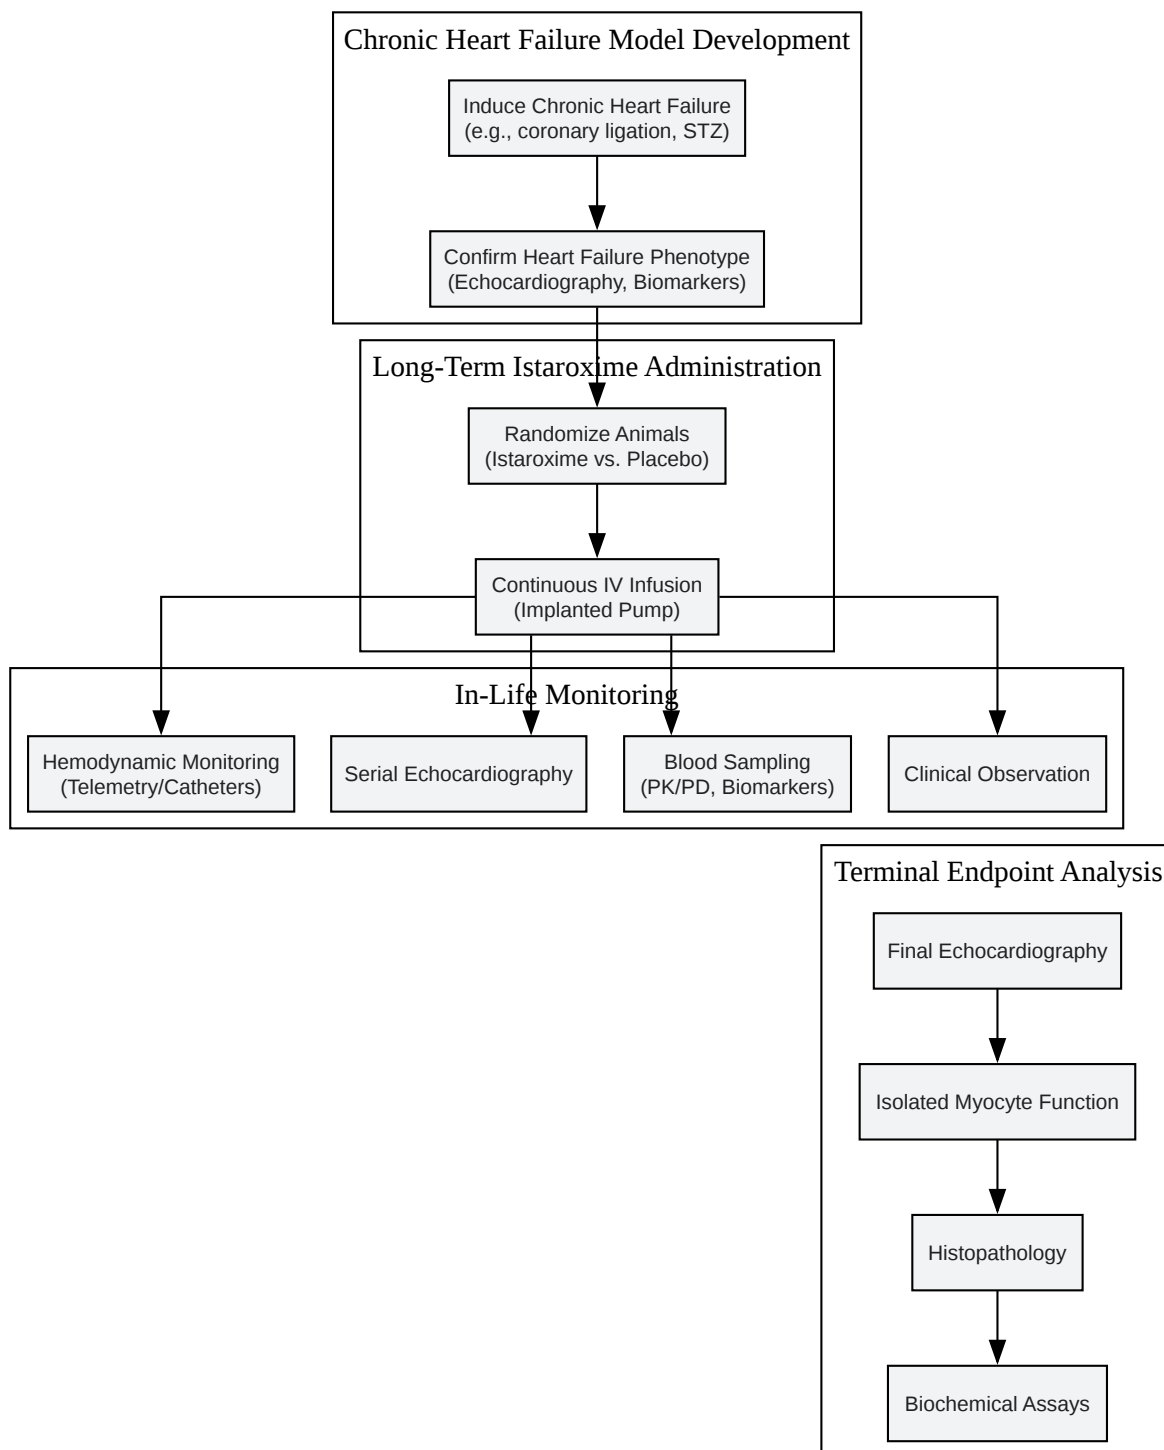 Chronic Heart Failure Model Development
Induce Chronic Heart Failure
(e.g., coronary ligation, STZ)
Confirm Heart Failure Phenotype
(Echocardiography, Biomarkers)
Long-Term Istaroxime Administration
Randomize Animals
(Istaroxime vs. Placebo)
Continuous IV Infusion
(Implanted Pump)
In-Life Monitoring
Hemodynamic Monitoring
(Telemetry/Catheters)
Serial Echocardiography
Blood Sampling
(PK/PD, Biomarkers)
Clinical Observation
Terminal Endpoint Analysis
Final Echocardiography
Isolated Myocyte Function
Histopathology
Biochemical Assays